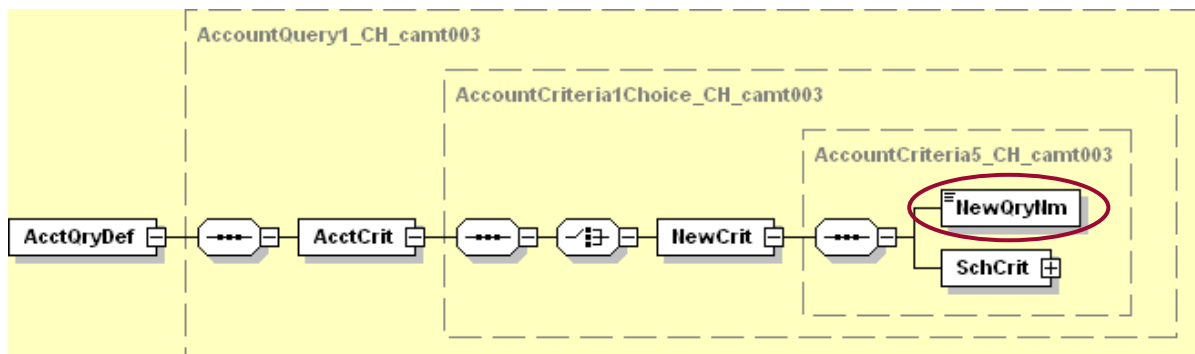 AccountQuery1_CH_camt003
AccountCriteria1Choice_CH_camt003
AccountCriteria5_CH_camt003
NewQryNm
AcctQryDef
AcctCrit
NewCrit
SchCrit